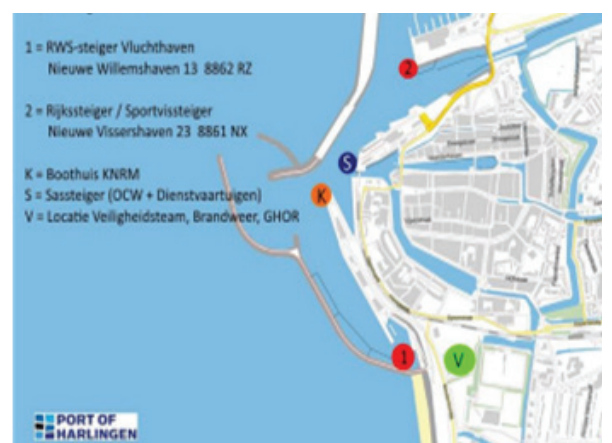 1 = RWS-steiger Vluchthaven
Nieuwe Willemshaven 13 8862 RZ
2 = Rijkssteiger / Sportvissteiger
Nieuwe Vissershaven 23 8861 NX
K = Boothuis KNRM
S = Sassteiger (OCW + Dienstvaartuigen)
V = Locatie Veiligheidsteam, Brandweer, GHOR
2
S
K
1
V
PORT OF
HARLINGEN